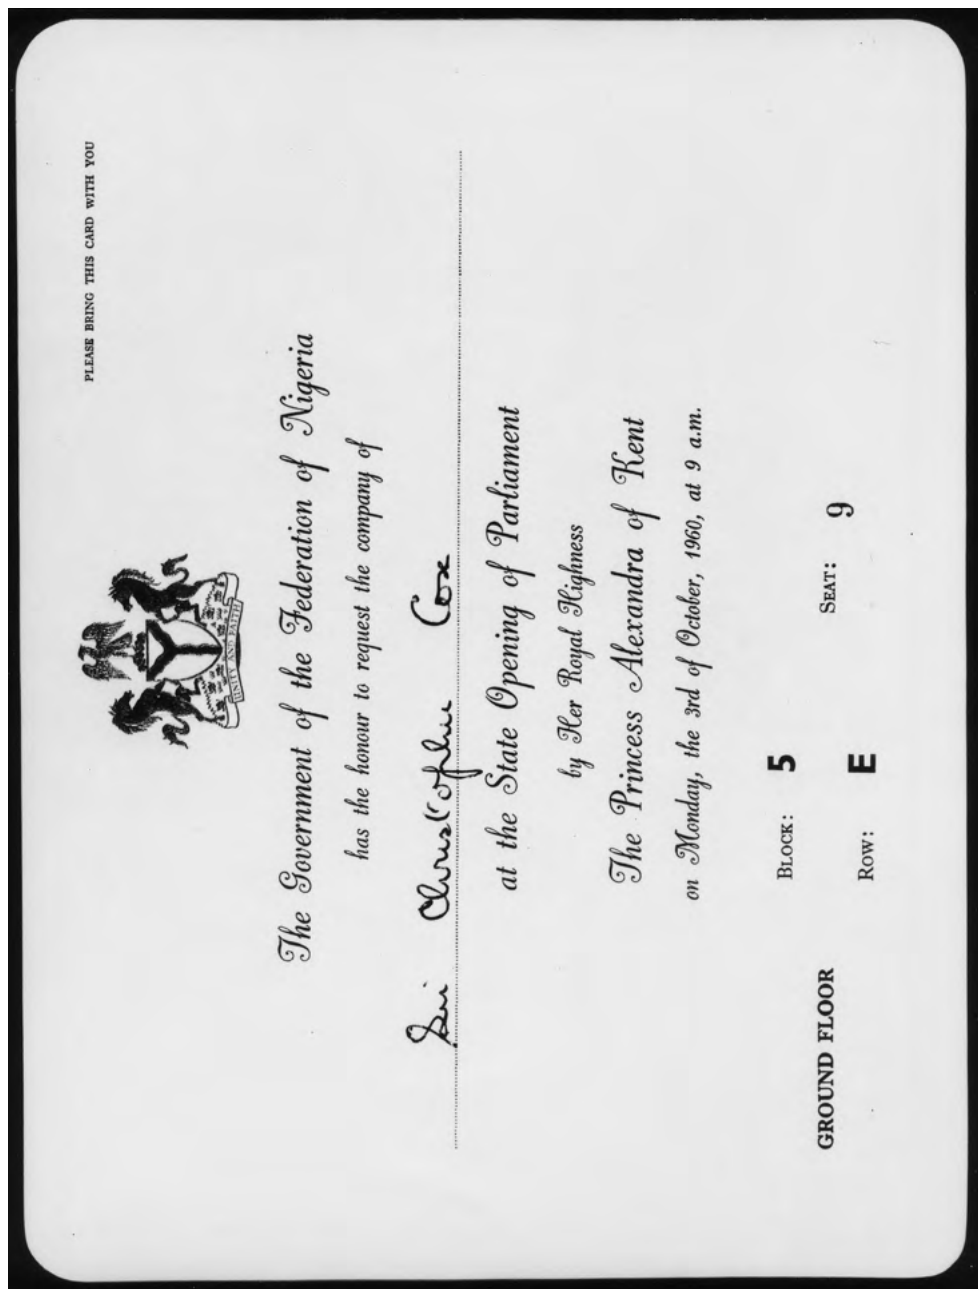 PLEASE BRING THIS CARD WITH YOU
UNITY AND FAITH
The Government of the Federation of Nigeria
has the honour to request the company of
Sir Christopher Cox
at the State Opening of Parliament
by Her Royal Highness
The Princess Alexandra of Kent
on Monday, the 3rd of October, 1960, at 9 a.m.
BLOCK: 5
GROUND FLOOR SEAT: 9
ROW: E